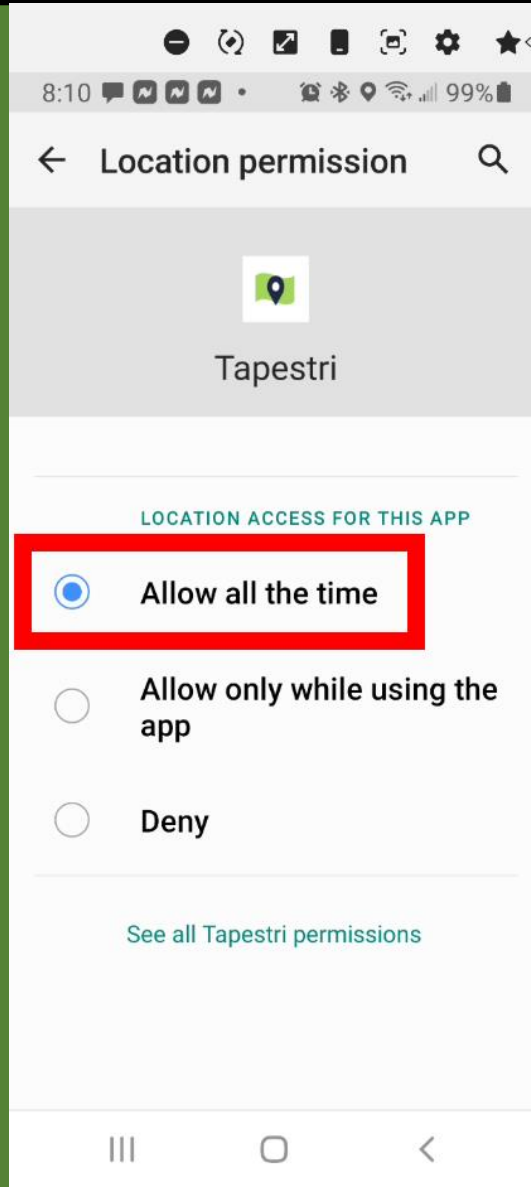 8:10
99%
Location permission
Tapestri
LOCATION ACCESS FOR THIS APP
Allow all the time
Allow only while using the
app
Deny
See all Tapestri permissions